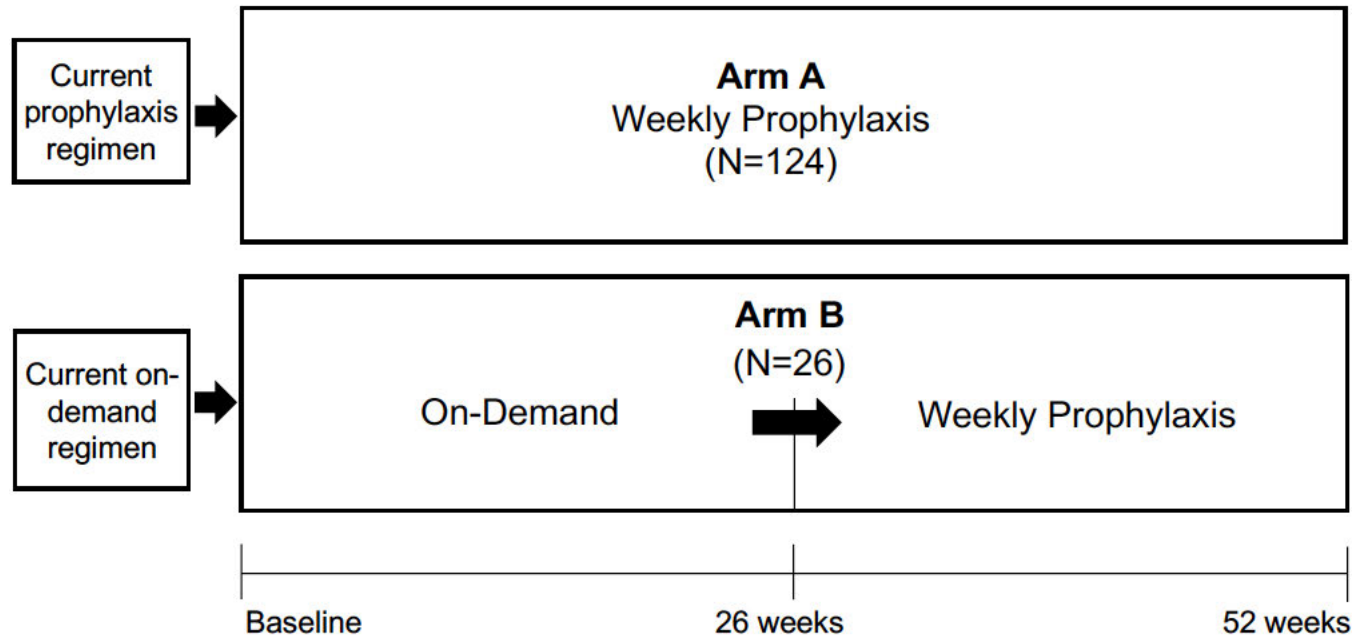 Current
prophylaxis
regimen
Arm A
Weekly Prophylaxis
(N=124)
Current on-
demand
regimen
Arm B
(N=26)
On-Demand
Weekly Prophylaxis
Baseline
26 weeks
52 weeks